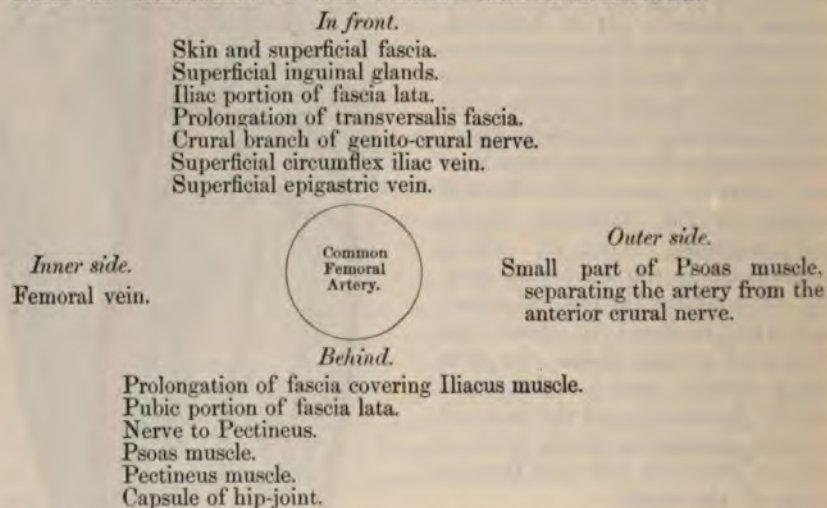 In front.
Skin and superficial fascia.
Superficial inguinal glands.
Iliac portion of fascia lata.
Prolongation of transversalis fascia.
Crural branch of genito-crural nerve.
Superficial circumflex iliac vein.
Superficial epigastric vein.
Inner side.
Femoral vein.
Common
Femoral
Artery.
Outer side.
Small part of Psoas muscle,
separating the artery from the
anterior crural nerve.
Behind.
Prolongation of fascia covering Iliacus muscle.
Pubic portion of fascia lata.
Nerve to Pectineus.
Psoas muscle.
Pectineus muscle.
Capsule of hip-joint.